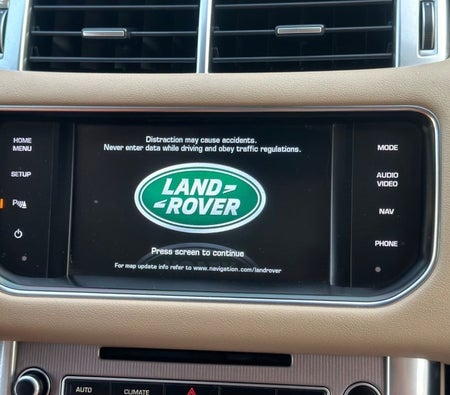 Distraction may cause accidents.
Never enter data while driving and obey traffic regulations.
HOME
MENU
SETUP
P
LAND
ROVER
MODE
AUDIO
VIDEO
NAV
PHONE
Press screen to continue
For map update info refer to www.navigation.com/landrover
AUTO
CLIMATE